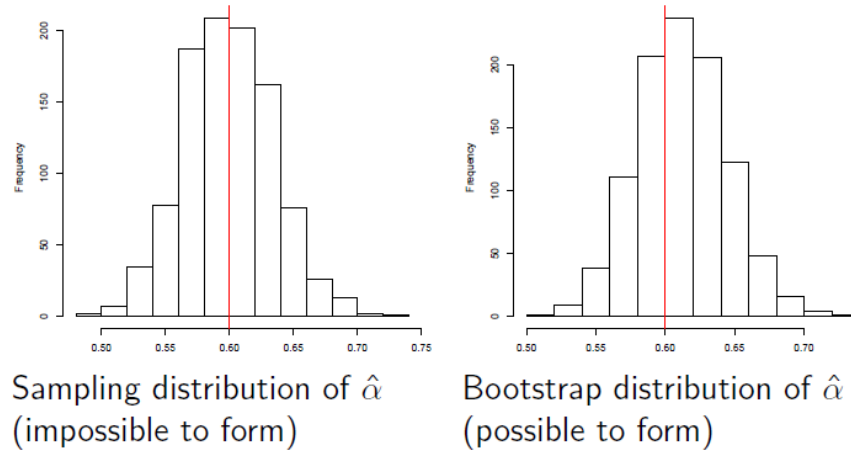 Frequency
200
150
100
50
0
0.50 0.55 0.60 0.65 0.70 0.75
Sampling distribution of α̂
(impossible to form)
Frequency
200
150
100
50
0
0.50 0.55 0.60 0.65 0.70
Bootstrap distribution of α̂
(possible to form)